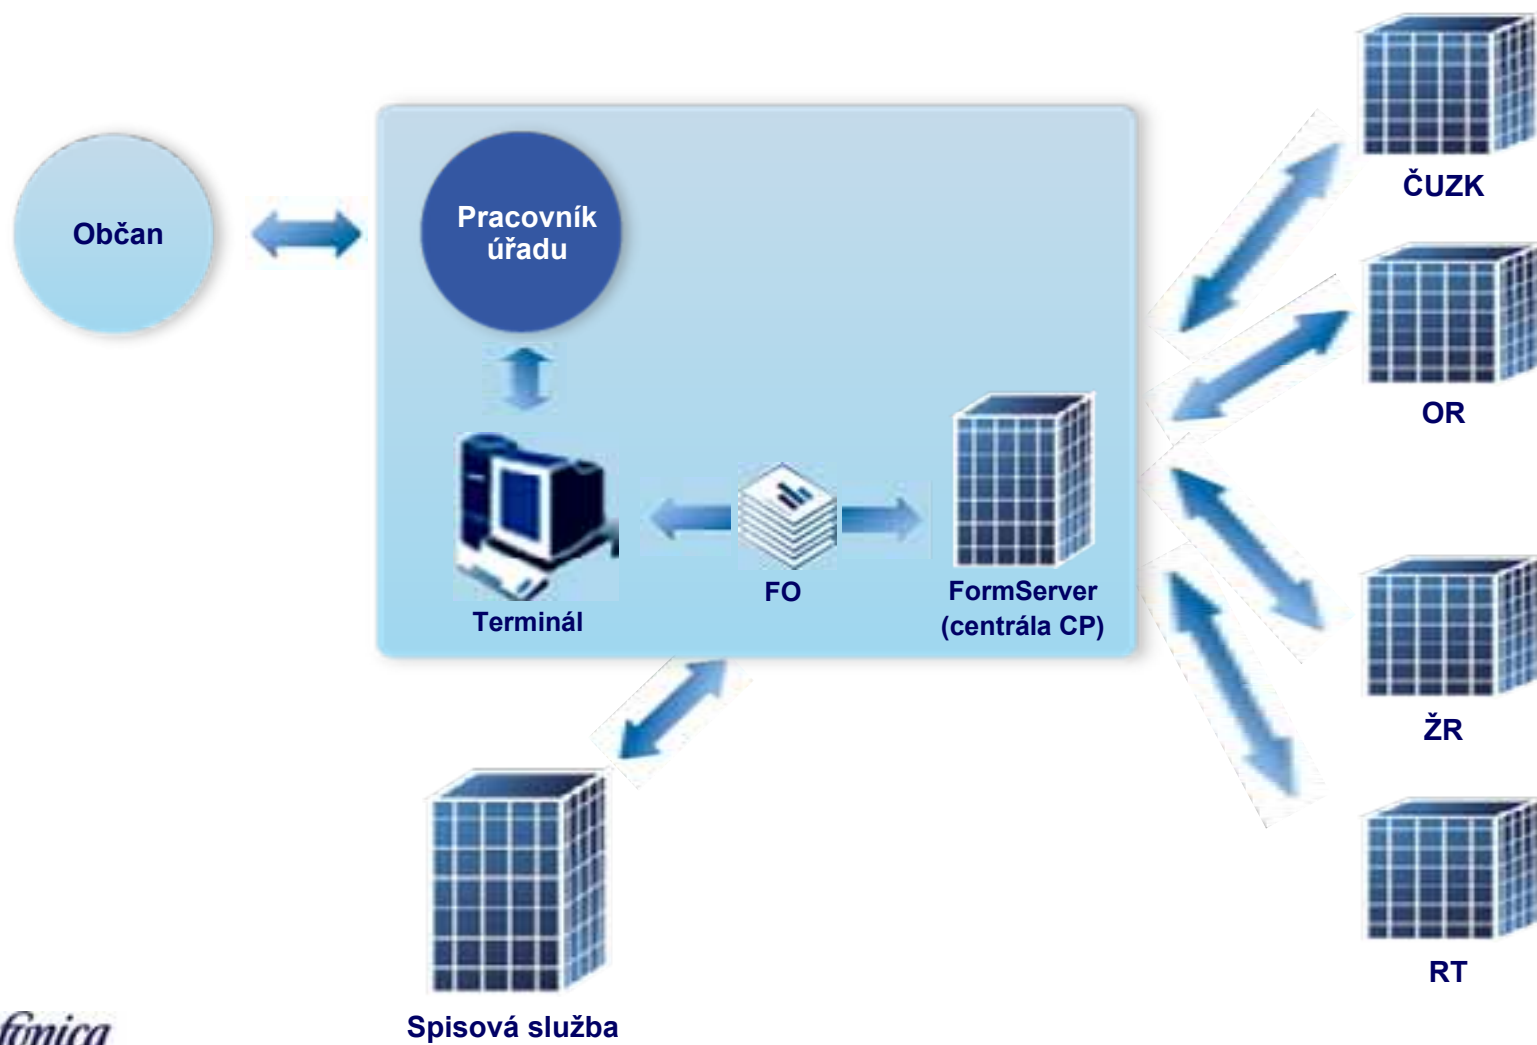 ČUZK
Občan
Pracovník
úřadu
OR
FO
FormServer
(centrála CP)
Terminál
ŽR
RT
Spisová služba